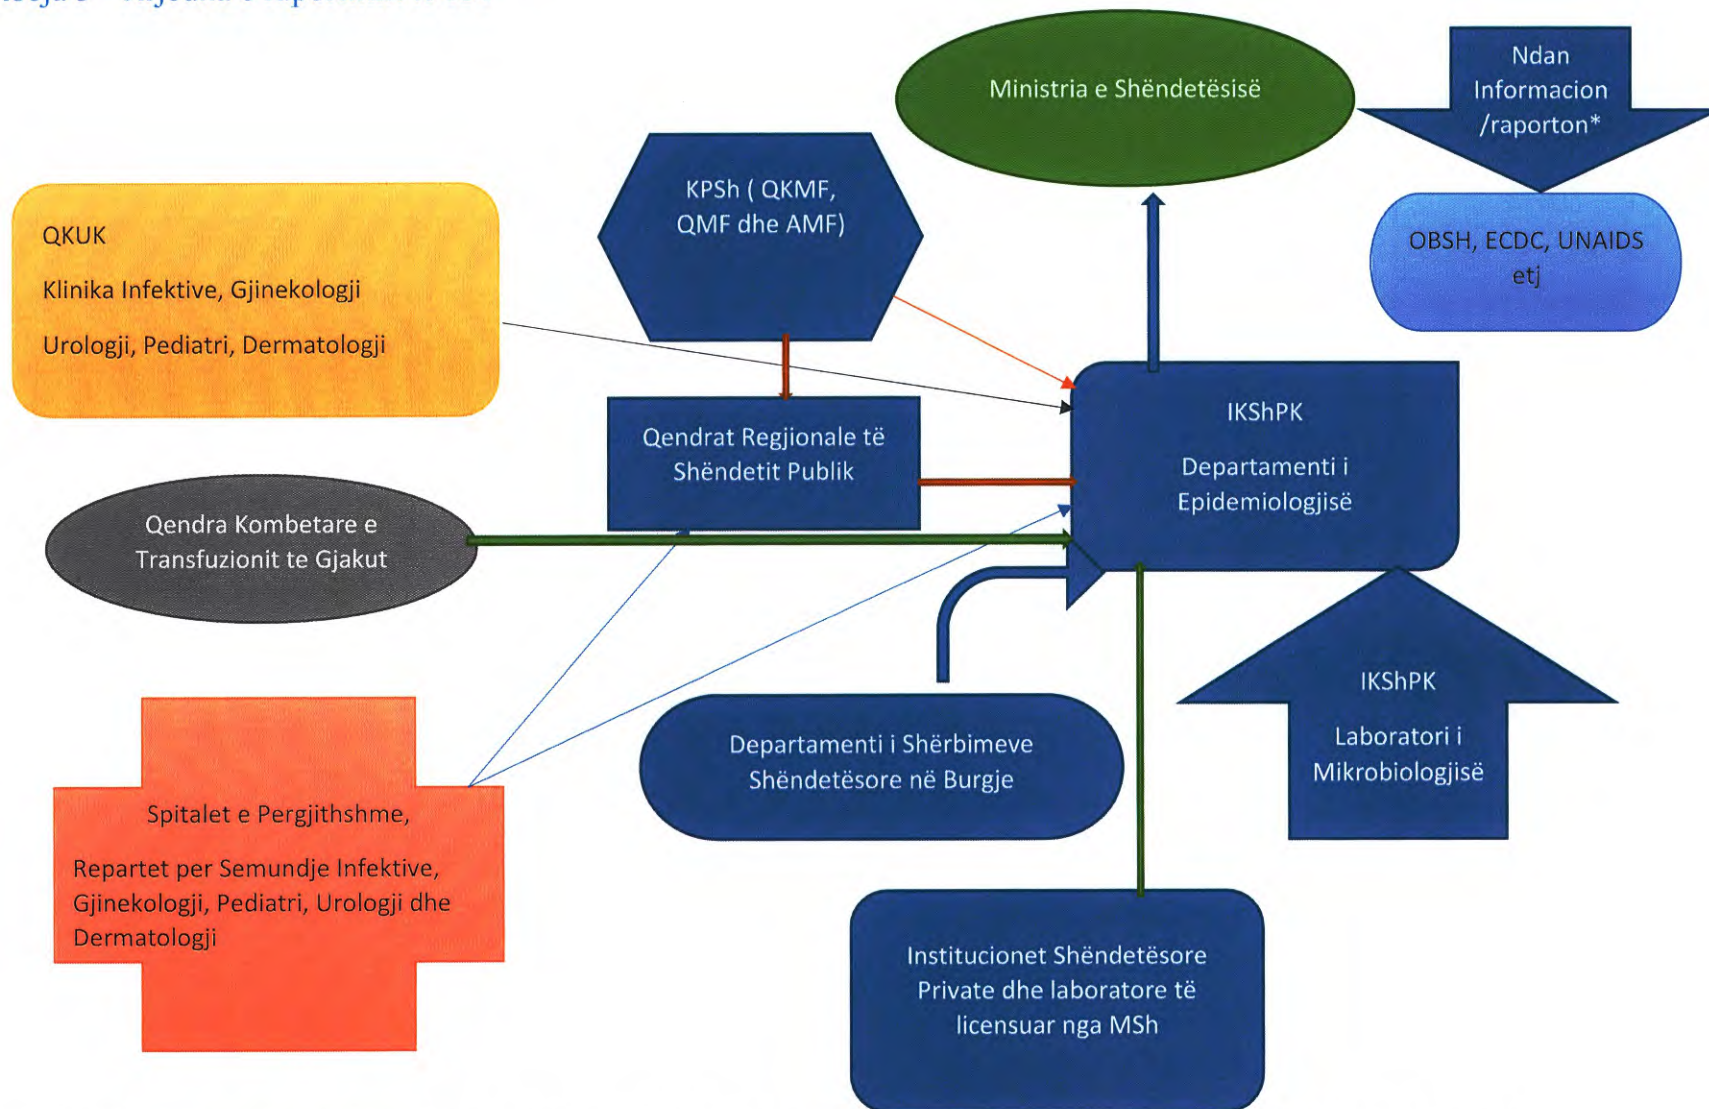 Ministria e Shëndetësisë
Ndan
Informacion
/raporton*
KPSh ( QKMF,
QMF dhe AMF)
OBSH, ECDC, UNAIDS
etj
QKUK
Klinika Infektive, Gjinekologji
Urologji, Pediatri, Dermatologji
Qendrat Regjionale të
Shëndetit Publik
IKShPK
Departamenti i
Epidemiologjisë
Qendra Kombetare e
Transfuzionit te Gjakut
IKShPK
Laboratori i
Mikrobiologjisë
Departamenti i Shërbimeve
Shëndetësore në Burgje
Spitalet e Pergjithshme,
Repartet per Semundje Infektive,
Gjinekologji, Pediatri, Urologji dhe
Dermatologji
Institucionet Shëndetësore
Private dhe laboratore të
licensuar nga MSh